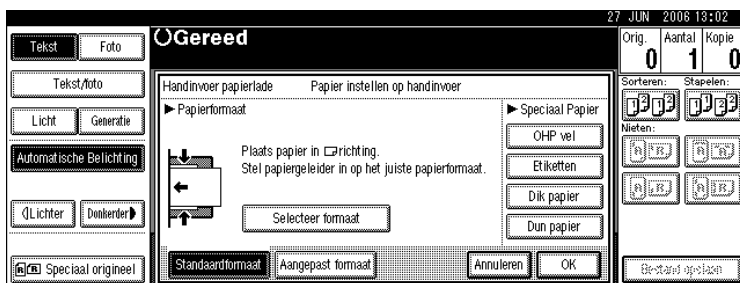 27 JUN 2006 13:02
Tekst Foto
Gereed
Orig. Aantal Kopie
0 1 0
Tekst/foto
Handinvoer papierlade Papier instellen op handinvoer
Sorteren: Stapelen:
Papierformaat
Speciaal Papier
Licht Generatie
OHP vel
Nieten:
Automatische Belichting
Plaats papier in richting.
Stel papiergeleider in op het juiste papierformaat.
Etiketten
Dik papier
Lichter Donkerder
Selecteer formaat
Dun papier
Speciaal origineel
Standaardformaat Aangepast formaat
Annuleren OK
Bestand opslaan